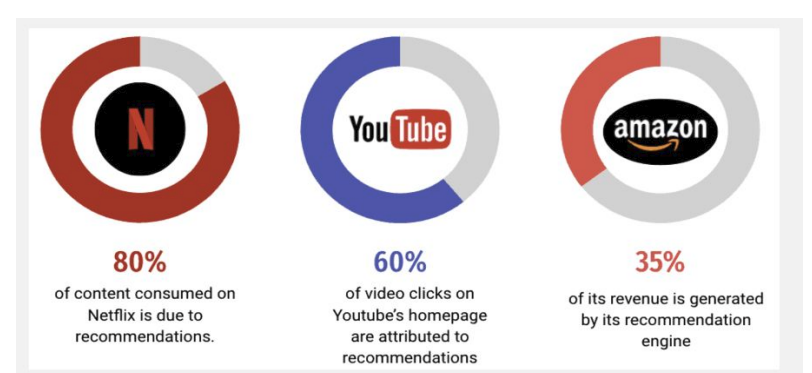 N
YouTube
amazon
80%
of content consumed on
Netflix is due to
recommendations.
60%
of video clicks on
Youtube's homepage
are attributed to
recommendations
35%
of its revenue is generated
by its recommendation
engine